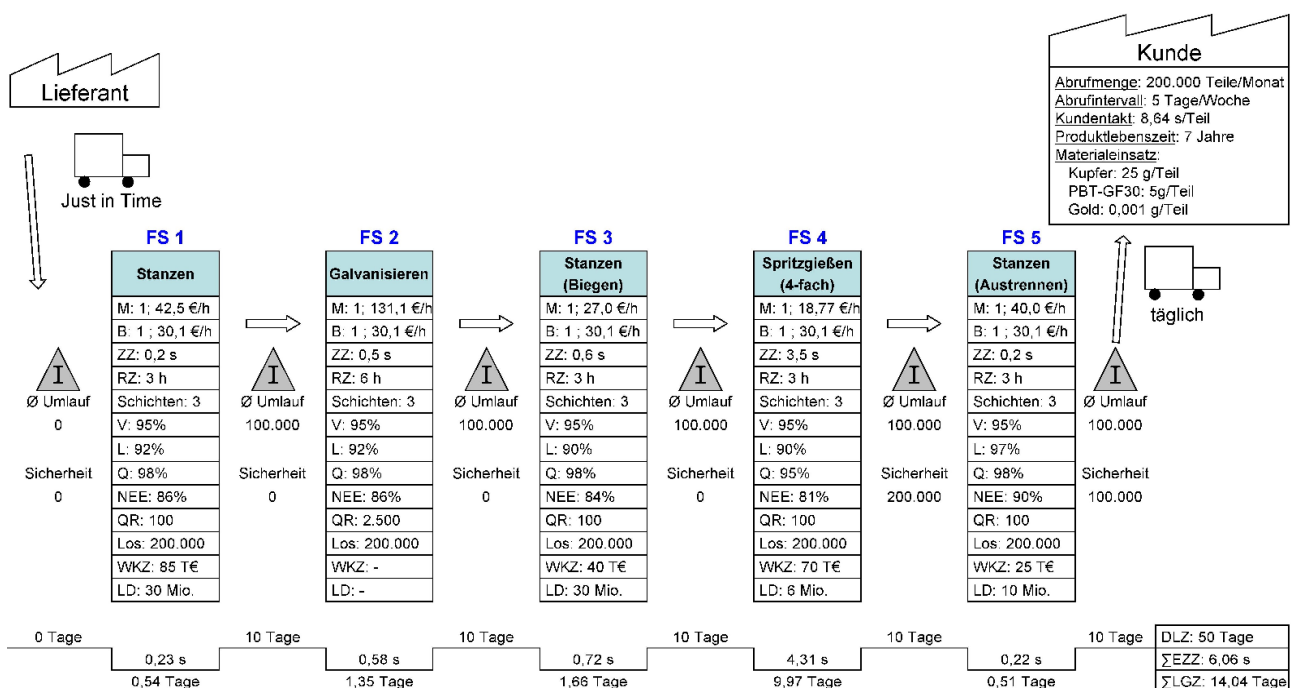 Lieferant
Just in Time
Kunde
Abrufmenge: 200.000 Teile/Monat
Abrufintervall: 5 Tage/Woche
Kundentakt: 8,64 s/Teil
Produktlebenszeit: 7 Jahre
Materialeinsatz:
Kupfer: 25 g/Teil
PBT-GF30: 5g/Teil
Gold: 0,001 g/Teil
täglich
I
Ø Umlauf
0
Sicherheit
0
FS 1
Stanzen
M: 1; 42,5 €/h
B: 1 ; 30,1 €/h
ZZ: 0,2 s
RZ: 3 h
Schichten: 3
V: 95%
L: 92%
Q: 98%
NEE: 86%
QR: 100
Los: 200.000
WKZ: 85 T€
LD: 30 Mio.
I
Ø Umlauf
100.000
Sicherheit
0
FS 2
Galvanisieren
M: 1; 131,1 €/h
B: 1 ; 30,1 €/h
ZZ: 0,5 s
RZ: 6 h
Schichten: 3
V: 95%
L: 92%
Q: 98%
NEE: 86%
QR: 2.500
Los: 200.000
WKZ: -
LD: -
I
Ø Umlauf
100.000
Sicherheit
0
FS 3
Stanzen
(Biegen)
M: 1; 27,0 €/h
B: 1 ; 30,1 €/h
ZZ: 0,6 s
RZ: 3 h
Schichten: 3
V: 95%
L: 90%
Q: 98%
NEE: 84%
QR: 100
Los: 200.000
WKZ: 40 T€
LD: 30 Mio.
I
Ø Umlauf
100.000
Sicherheit
0
FS 4
Spritzgießen
(4-fach)
M: 1; 18,77 €/h
B: 1 ; 30,1 €/h
ZZ: 3,5 s
RZ: 3 h
Schichten: 3
V: 95%
L: 90%
Q: 95%
NEE: 81%
QR: 100
Los: 200.000
WKZ: 70 T€
LD: 6 Mio.
I
Ø Umlauf
100.000
Sicherheit
200.000
FS 5
Stanzen
(Austrennen)
M: 1; 40,0 €/h
B: 1 ; 30,1 €/h
ZZ: 0,2 s
RZ: 3 h
Schichten: 3
V: 95%
L: 97%
Q: 98%
NEE: 90%
QR: 100
Los: 200.000
WKZ: 25 T€
LD: 10 Mio.
I
Ø Umlauf
100.000
Sicherheit
100.000
0 Tage 10 Tage 10 Tage 10 Tage 10 Tage 10 Tage DLZ: 50 Tage
0,23 s 0,58 s 0,72 s 4,31 s 0,22 s ∑EZZ: 6,06 s
0,54 Tage 1,35 Tage 1,66 Tage 9,97 Tage 0,51 Tage ∑LGZ: 14,04 Tage